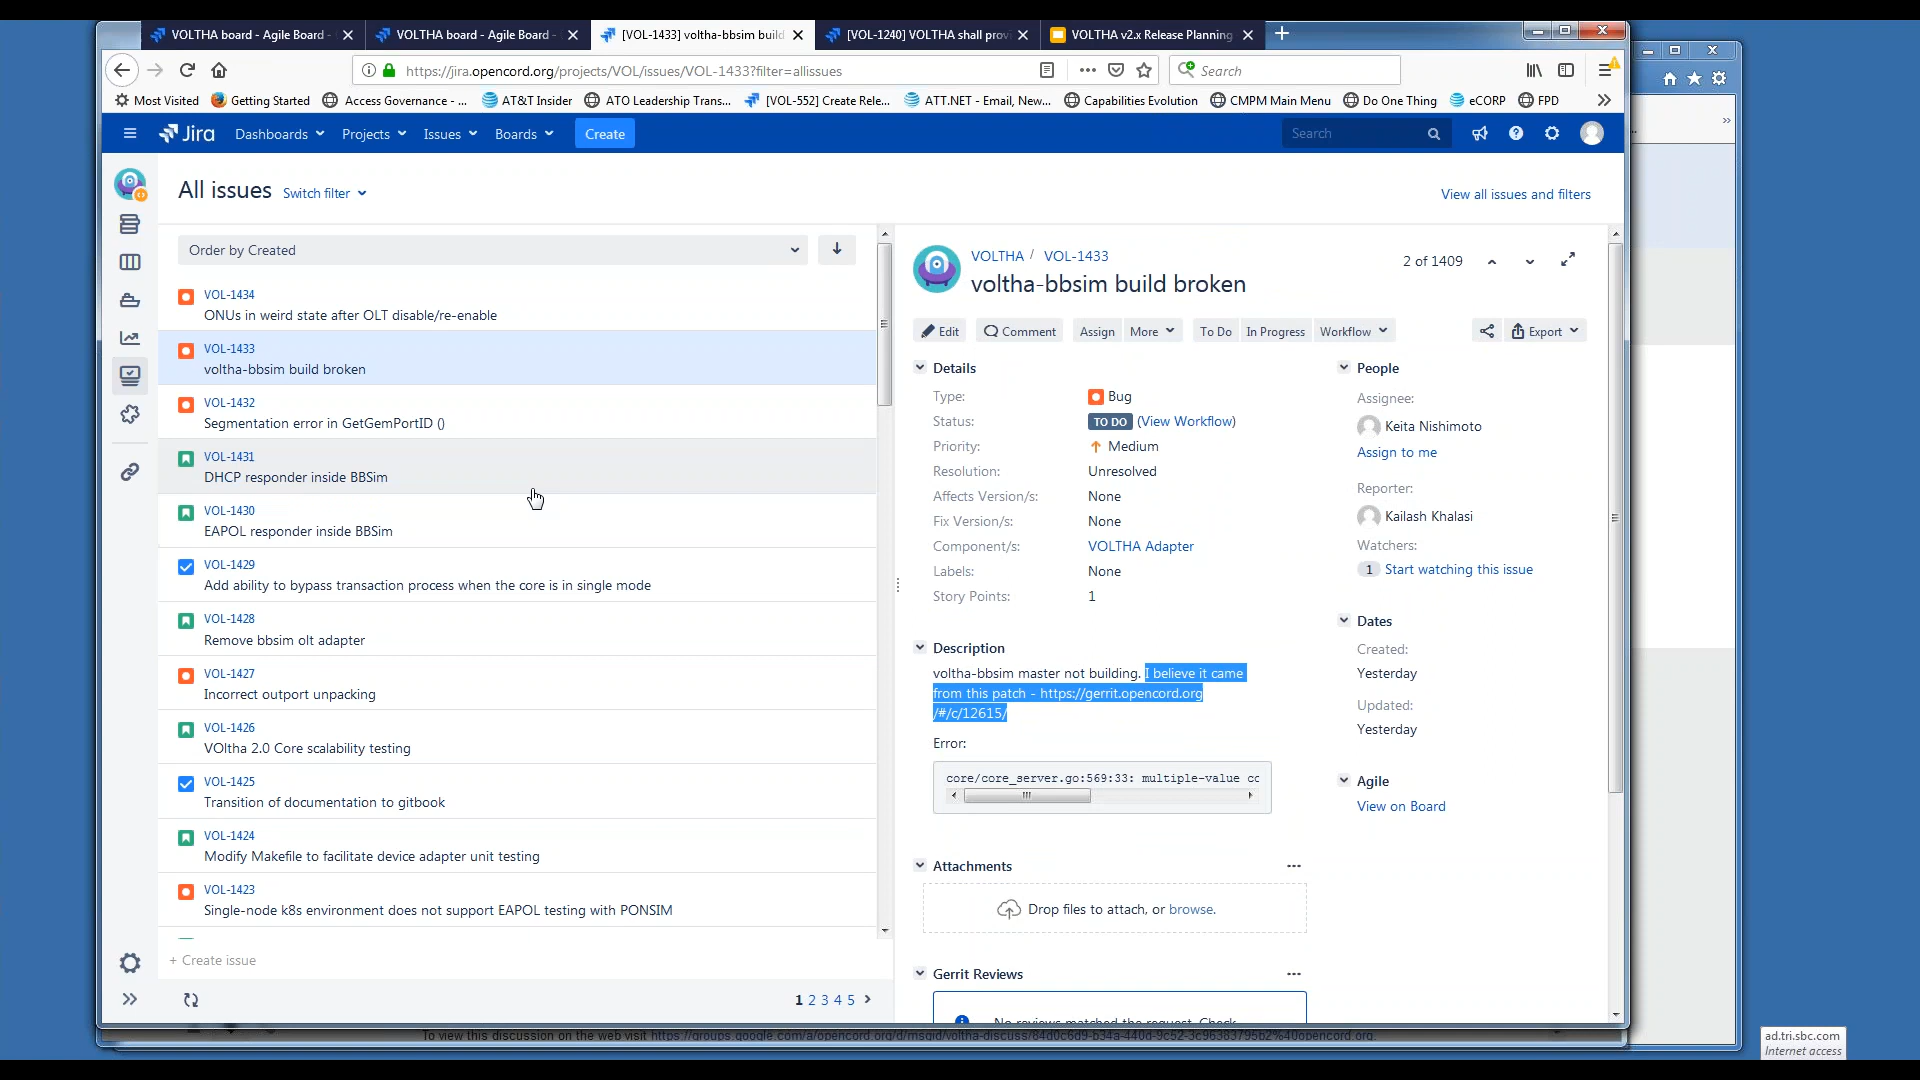 VOLTHA board - Agile Board -
VOLTHA board - Agile Board -
[VOL-1433] voltha-bbsim build
[VOL-1240] VOLTHA shall provi
VOLTHA v2.x Release Planning
https://jira.opencord.org/projects/VOL/issues/VOL-1433?filter=allissues
Search
Most Visited
Getting Started
Access Governance - ...
AT&T Insider
ATO Leadership Trans...
[VOL-552] Create Rele...
ATT.NET - Email, New...
Capabilities Evolution
CMPM Main Menu
Do One Thing
eCORP
FPD
Jira
Dashboards
Projects
Issues
Boards
Create
Search
All issues
Switch filter
View all issues and filters
Order by Created
VOL-1434
ONUs in weird state after OLT disable/re-enable
VOL-1433
voltha-bbsim build broken
VOL-1432
Segmentation error in GetGemPortID ()
VOL-1431
DHCP responder inside BBSim
VOL-1430
EAPOL responder inside BBSim
VOL-1429
Add ability to bypass transaction process when the core is in single mode
VOL-1428
Remove bbsim olt adapter
VOL-1427
Incorrect outport unpacking
VOL-1426
VOltha 2.0 Core scalability testing
VOL-1425
Transition of documentation to gitbook
VOL-1424
Modify Makefile to facilitate device adapter unit testing
VOL-1423
Single-node k8s environment does not support EAPOL testing with PONSIM
+ Create issue
1 2 3 4 5
VOLTHA / VOL-1433
2 of 1409
voltha-bbsim build broken
Edit
Comment
Assign
More
To Do
In Progress
Workflow
Export
Details
Type:
Bug
Status:
TO DO (View Workflow)
Priority:
Medium
Resolution:
Unresolved
Affects Version/s:
None
Fix Version/s:
None
Component/s:
VOLTHA Adapter
Labels:
None
Story Points:
1
Description
voltha-bbsim master not building. I believe it came
from this patch - https://gerrit.opencord.org
/#/c/12615/
Error:
core/core_server.go:569:33: multiple-value cc
Attachments
Drop files to attach, or browse.
Gerrit Reviews
No reviews matched the request. Check
People
Assignee:
Keita Nishimoto
Assign to me
Reporter:
Kailash Khalasi
Watchers:
1 Start watching this issue
Dates
Created:
Yesterday
Updated:
Yesterday
Agile
View on Board
To view this discussion on the web visit
ad.tri.sbc.com
Internet access